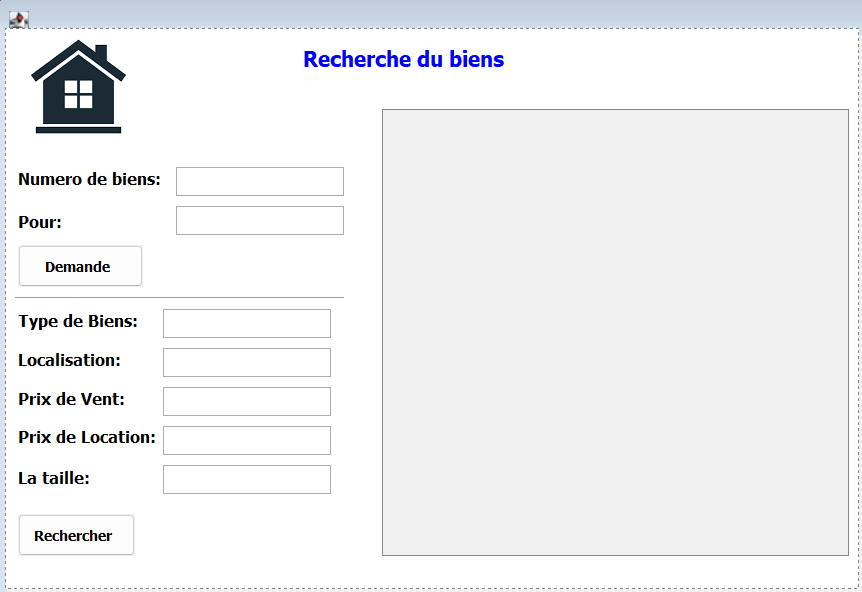 Recherche du biens
Numero de biens:
Pour:
Demande
Type de Biens:
Localisation:
Prix de Vent:
Prix de Location:
La taille:
Rechercher